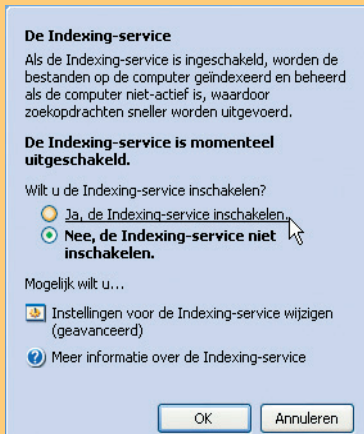 De Indexing-service
Als de Indexing-service is ingeschakeld, worden de
bestanden op de computer geïndexeerd en beheerd
als de computer niet-actief is, waardoor
zoekopdrachten sneller worden uitgevoerd.
De Indexing-service is momenteel
uitgeschakeld.
Wilt u de Indexing-service inschakelen?
Ja, de Indexing-service inschakelen.
Nee, de Indexing-service niet
inschakelen.
Mogelijk wilt u...
Instellingen voor de Indexing-service wijzigen
(geavanceerd)
Meer informatie over de Indexing-service
OK Annuleren